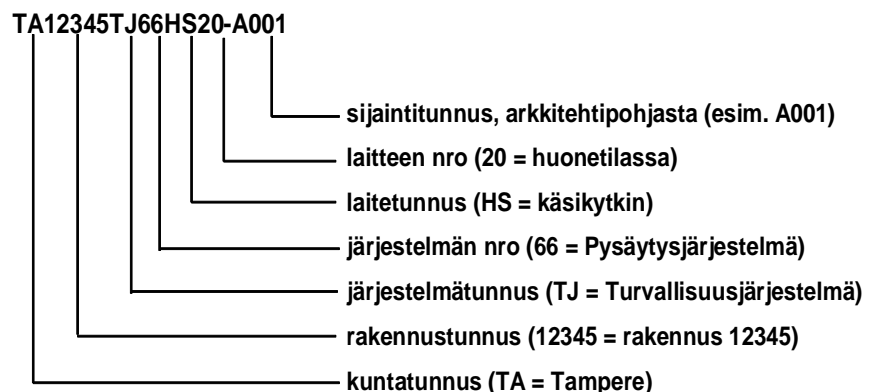 TA12345TJ66HS20-A001
sijaintitunnus, arkkitehtipohjasta (esim. A001)
laitteen nro (20 = huonetilassa)
laitetunnus (HS = käsikytkin)
järjestelmän nro (66 = Pysäytysjärjestelmä)
järjestelmätunnus (TJ = Turvallisuusjärjestelmä)
rakennustunnus (12345 = rakennus 12345)
kuntatunnus (TA = Tampere)